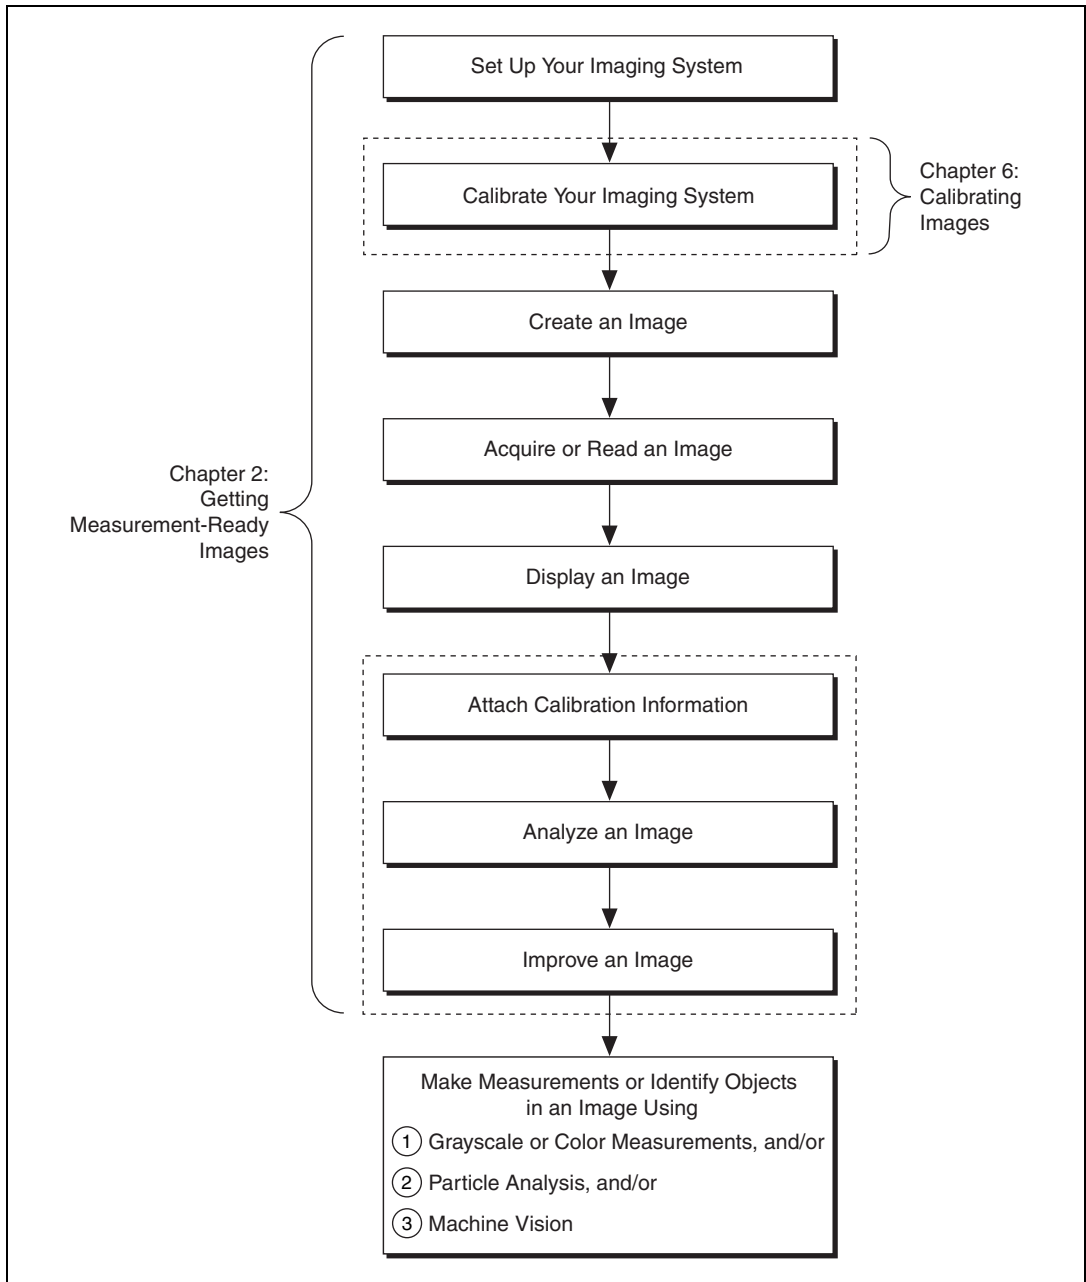 Set Up Your Imaging System
Calibrate Your Imaging System
Chapter 6:
Calibrating
Images
Create an Image
Acquire or Read an Image
Chapter 2:
Getting
Measurement-Ready
Images
Display an Image
Attach Calibration Information
Analyze an Image
Improve an Image
Make Measurements or Identify Objects
in an Image Using
1 Grayscale or Color Measurements, and/or
2 Particle Analysis, and/or
3 Machine Vision